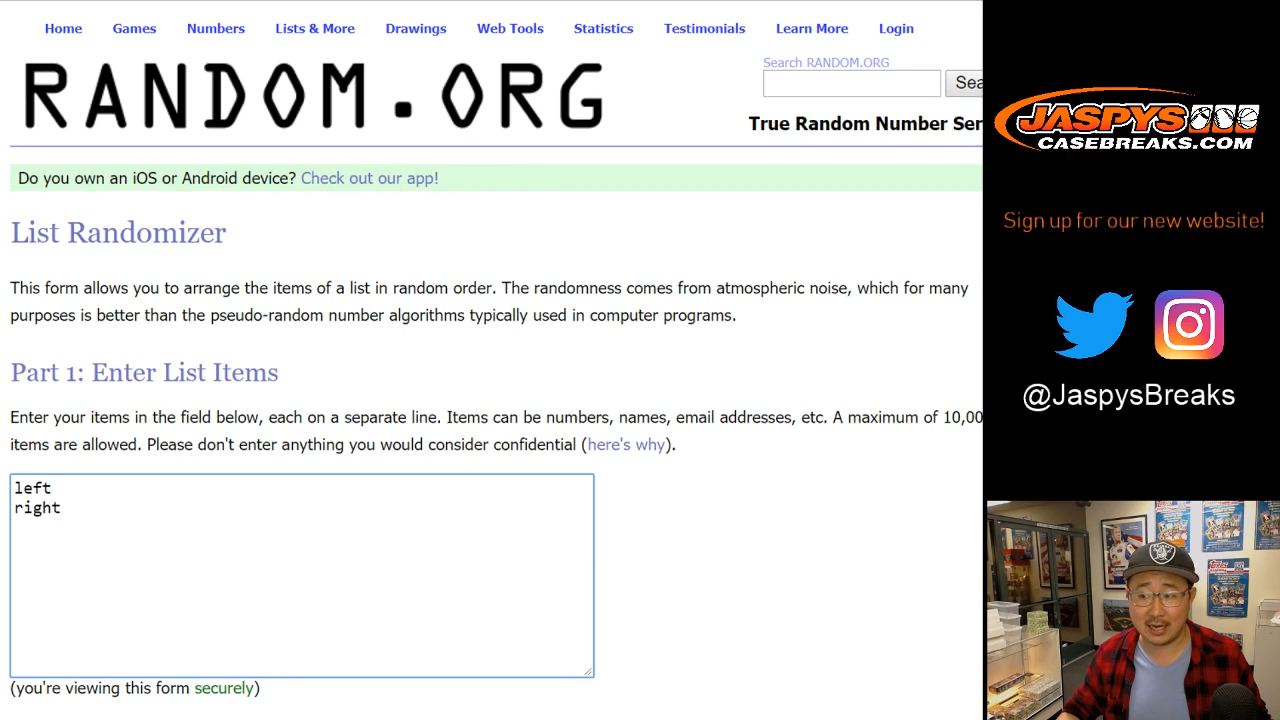 Home Games Numbers Lists & More Drawings Web Tools Statistics Testimonials Learn More Login
RANDOM.ORG
Search RANDOM.ORG
Sea
True Random Number Ser
Do you own an iOS or Android device? Check out our app!
List Randomizer
This form allows you to arrange the items of a list in random order. The randomness comes from atmospheric noise, which for many
purposes is better than the pseudo-random number algorithms typically used in computer programs.
Part 1: Enter List Items
Enter your items in the field below, each on a separate line. Items can be numbers, names, email addresses, etc. A maximum of 10,00
items are allowed. Please don't enter anything you would consider confidential (here's why).
left
right
(you're viewing this form securely)
JASPYS
CASEBREAKS.COM
Sign up for our new website!
@JaspysBreaks